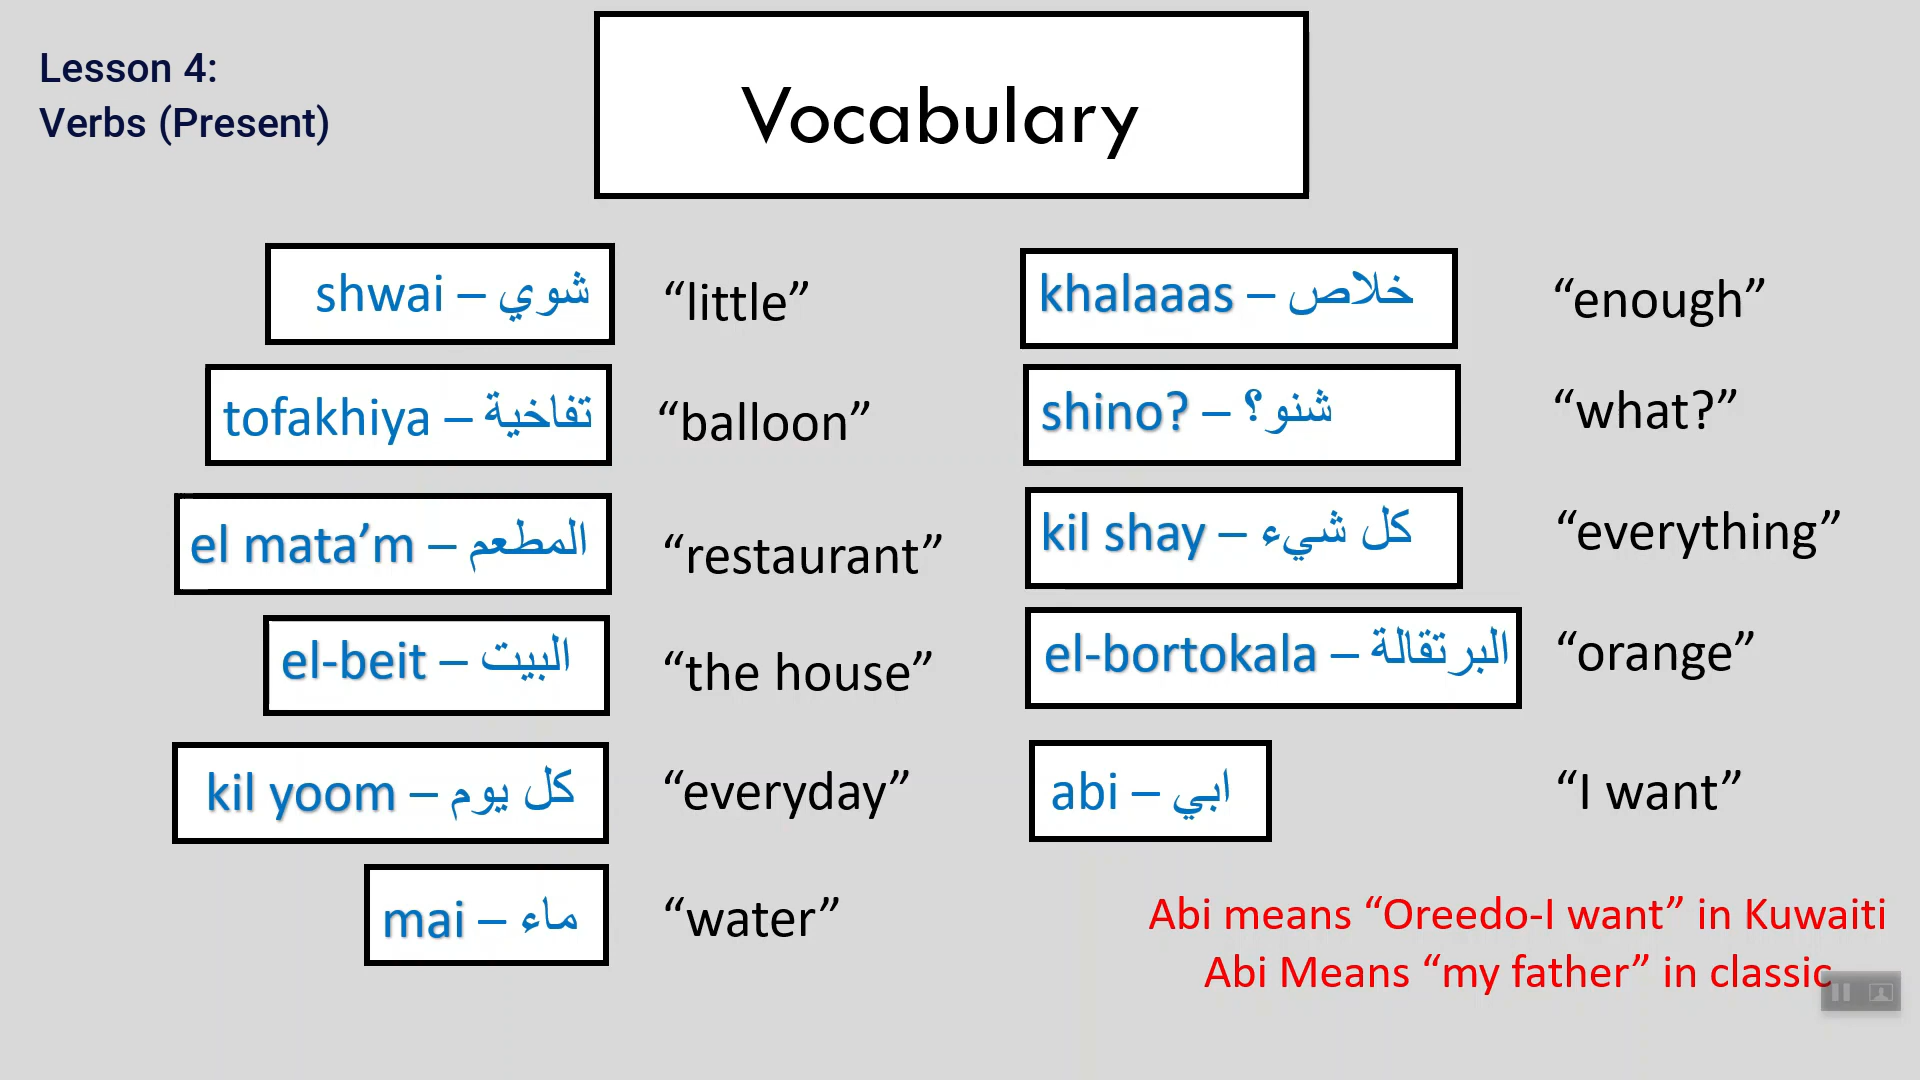 Lesson 4:
Verbs (Present)
Vocabulary
shwai – شوي
“little”
tofakhiya – تفاخية
“balloon”
el mata’m – المطعم
“restaurant”
el-beit – البيت
“the house”
kil yoom – كل يوم
“everyday”
mai – ماء
“water”
khalaaas – خلاص
“enough”
shino? – شنو؟
“what?”
kil shay – كل شيء
“everything”
el-bortokala – البرتقالة
“orange”
abi – ابي
“I want”
Abi means “Oreedo-I want” in Kuwaiti
Abi Means “my father” in classic